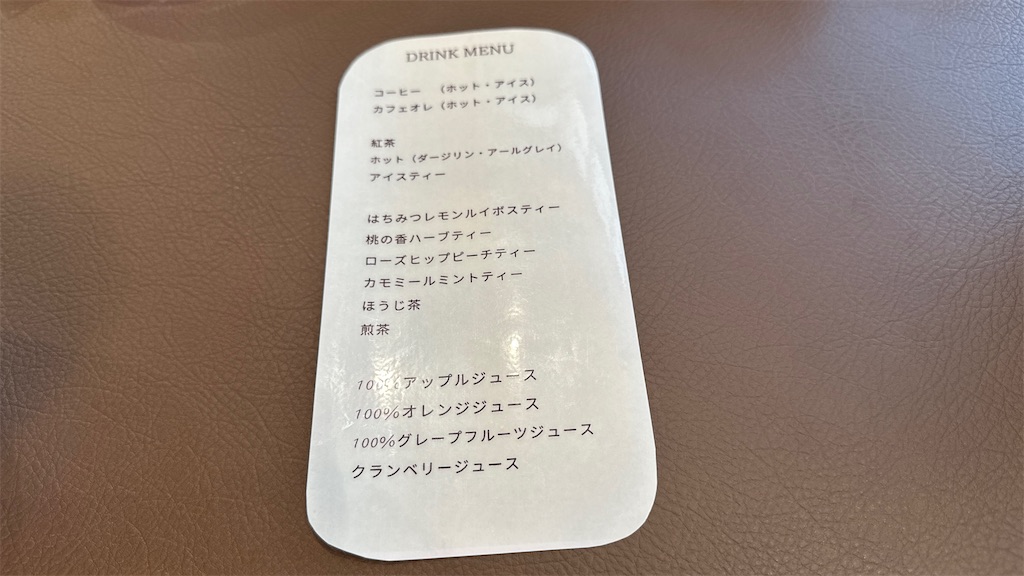 DRINK MENU
コーヒー （ホット・アイス）
カフェオレ（ホット・アイス）
紅茶
ホット（ダージリン・アールグレイ）
アイスティー
はちみつレモンルイボスティー
桃の香ハーブティー
ローズヒップピーチティー
カモミールミントティー
ほうじ茶
煎茶
100%アップルジュース
100%オレンジジュース
100%グレープフルーツジュース
クランベリージュース